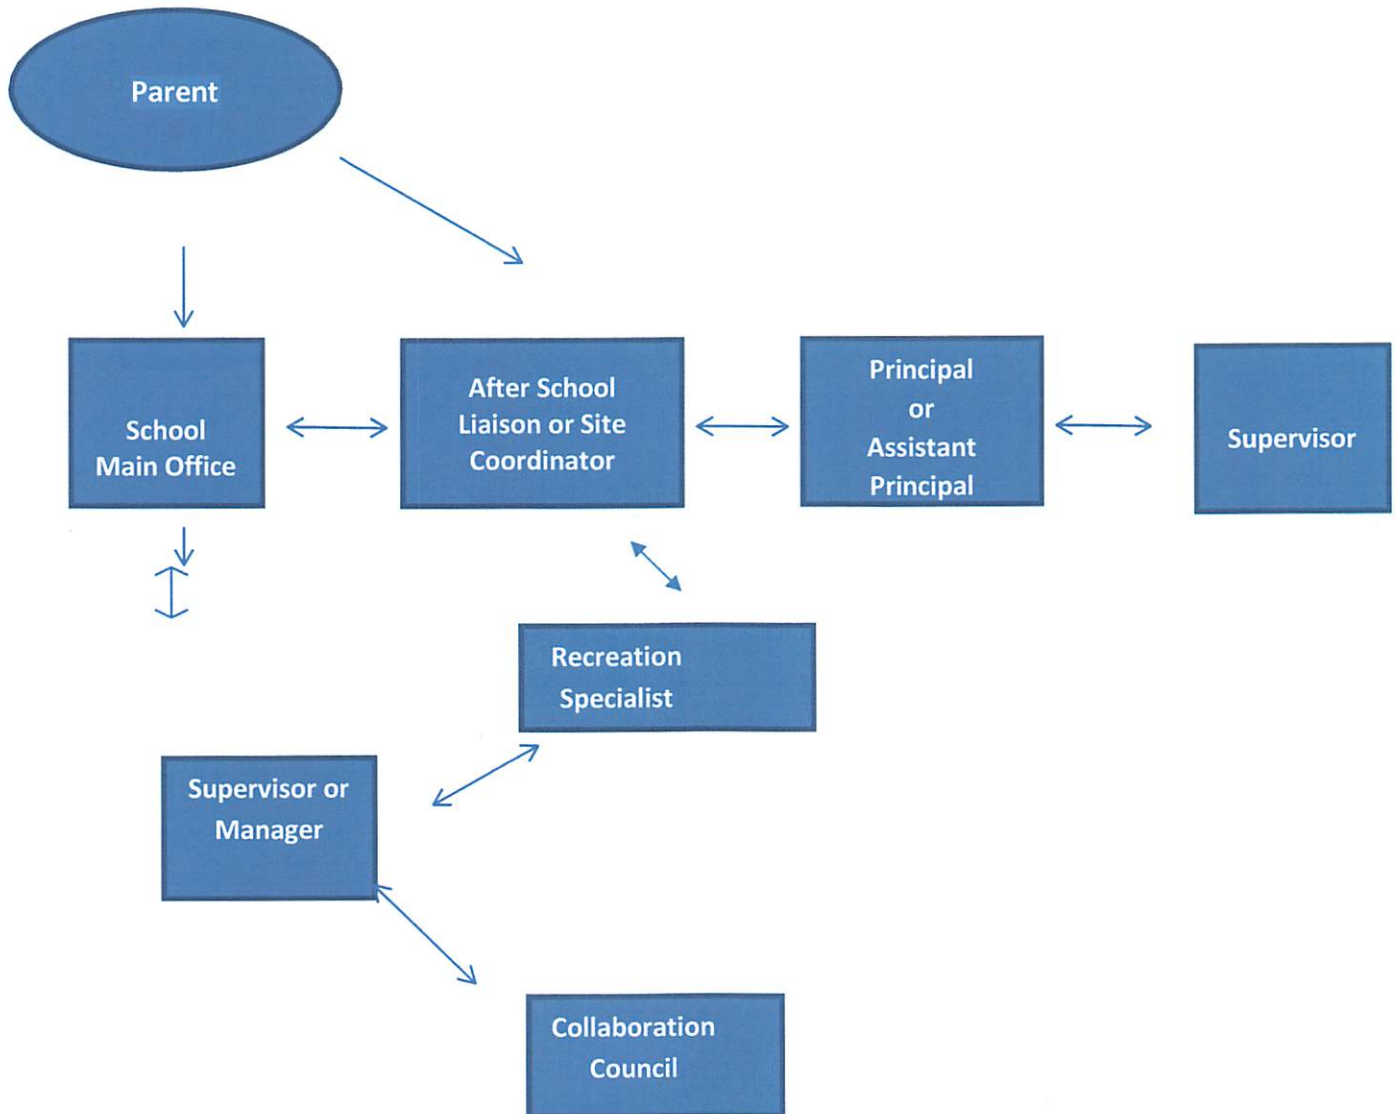 Parent
School
Main Office
After School
Liaison or Site
Coordinator
Principal
or
Assistant
Principal
Supervisor
Recreation
Specialist
Supervisor or
Manager
Collaboration
Council